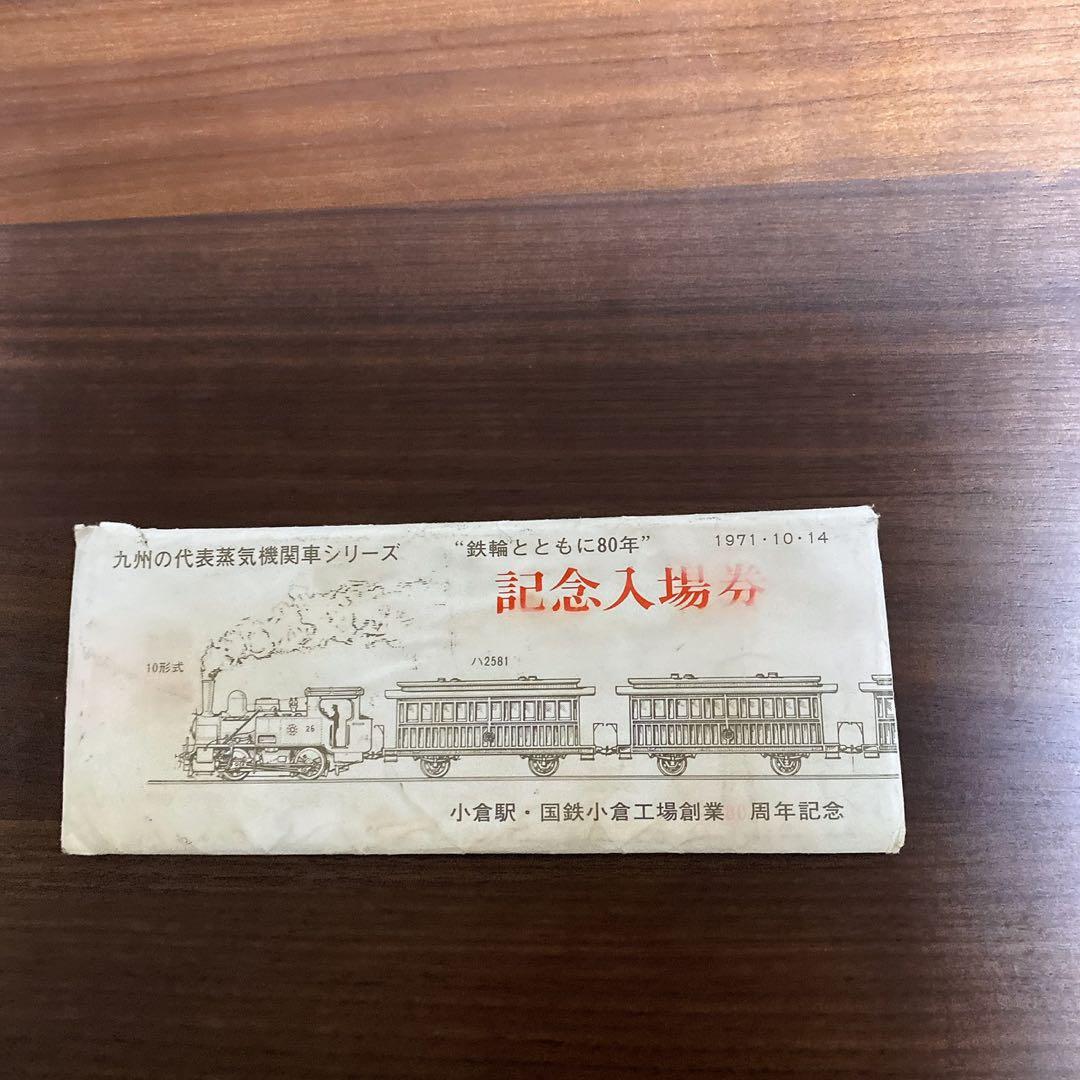 九州の代表蒸気機関車シリーズ
“鉄輪とともに80年”
1971・10・14
記念入場券
10形式
ハ2581
26
小倉駅・国鉄小倉工場創業80周年記念